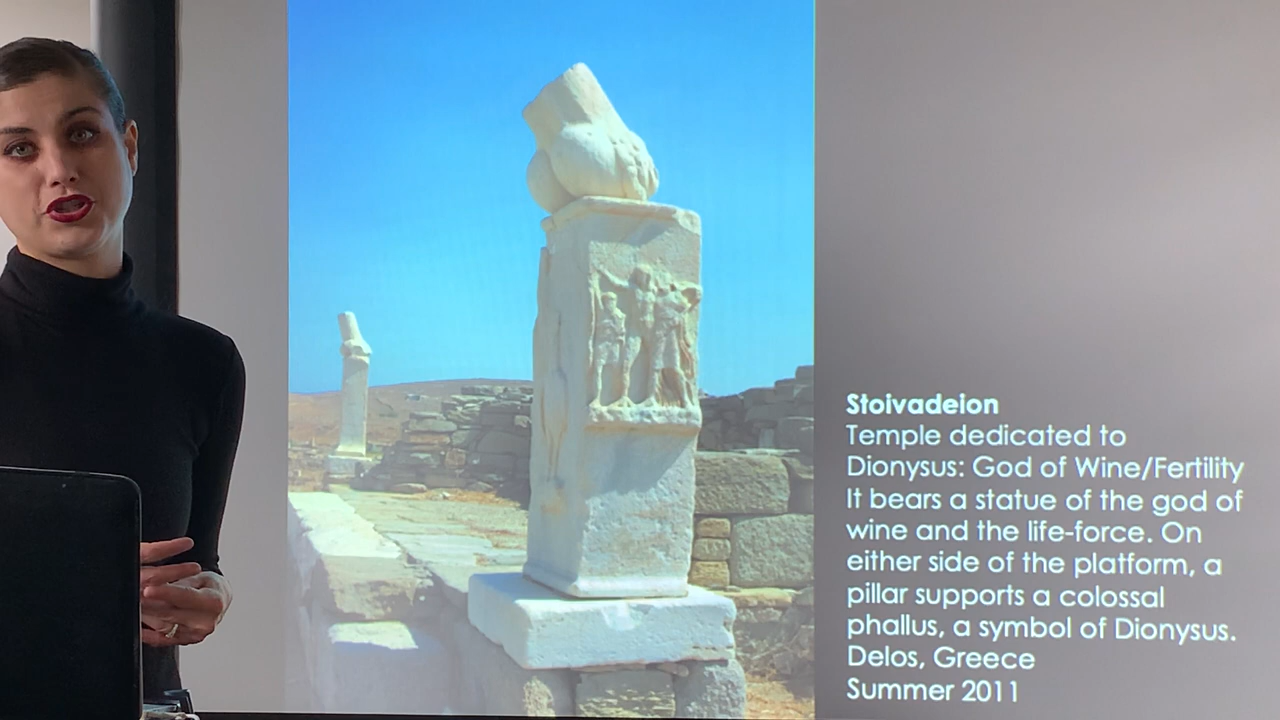 Stoivadeion
Temple dedicated to
Dionysus: God of Wine/Fertility
It bears a statue of the god of
wine and the life-force. On
either side of the platform, a
pillar supports a colossal
phallus, a symbol of Dionysus.
Delos, Greece
Summer 2011